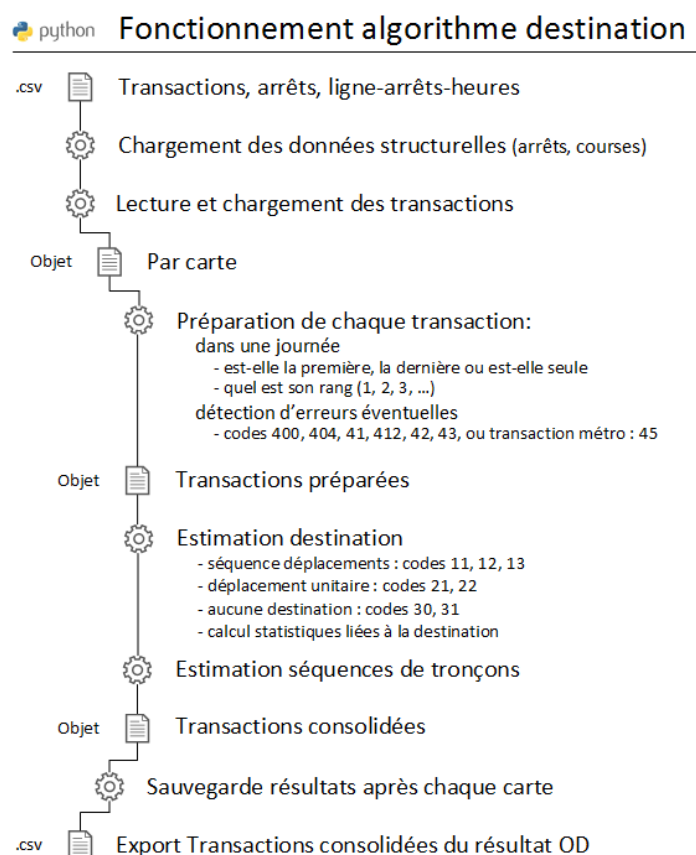 python Fonctionnement algorithme destination
.csv Transactions, arrêts, ligne-arrêts-heures
Chargement des données structurelles (arrêts, courses)
Lecture et chargement des transactions
Objet Par carte
Préparation de chaque transaction:
dans une journée
- est-elle la première, la dernière ou est-elle seule
- quel est son rang (1, 2, 3, ...)
détection d'erreurs éventuelles
- codes 400, 404, 41, 412, 42, 43, ou transaction métro : 45
Objet Transactions préparées
Estimation destination
- séquence déplacements : codes 11, 12, 13
- déplacement unitaire : codes 21, 22
- aucune destination : codes 30, 31
- calcul statistiques liées à la destination
Estimation séquences de tronçons
Objet Transactions consolidées
Sauvegarde résultats après chaque carte
.csv Export Transactions consolidées du résultat OD